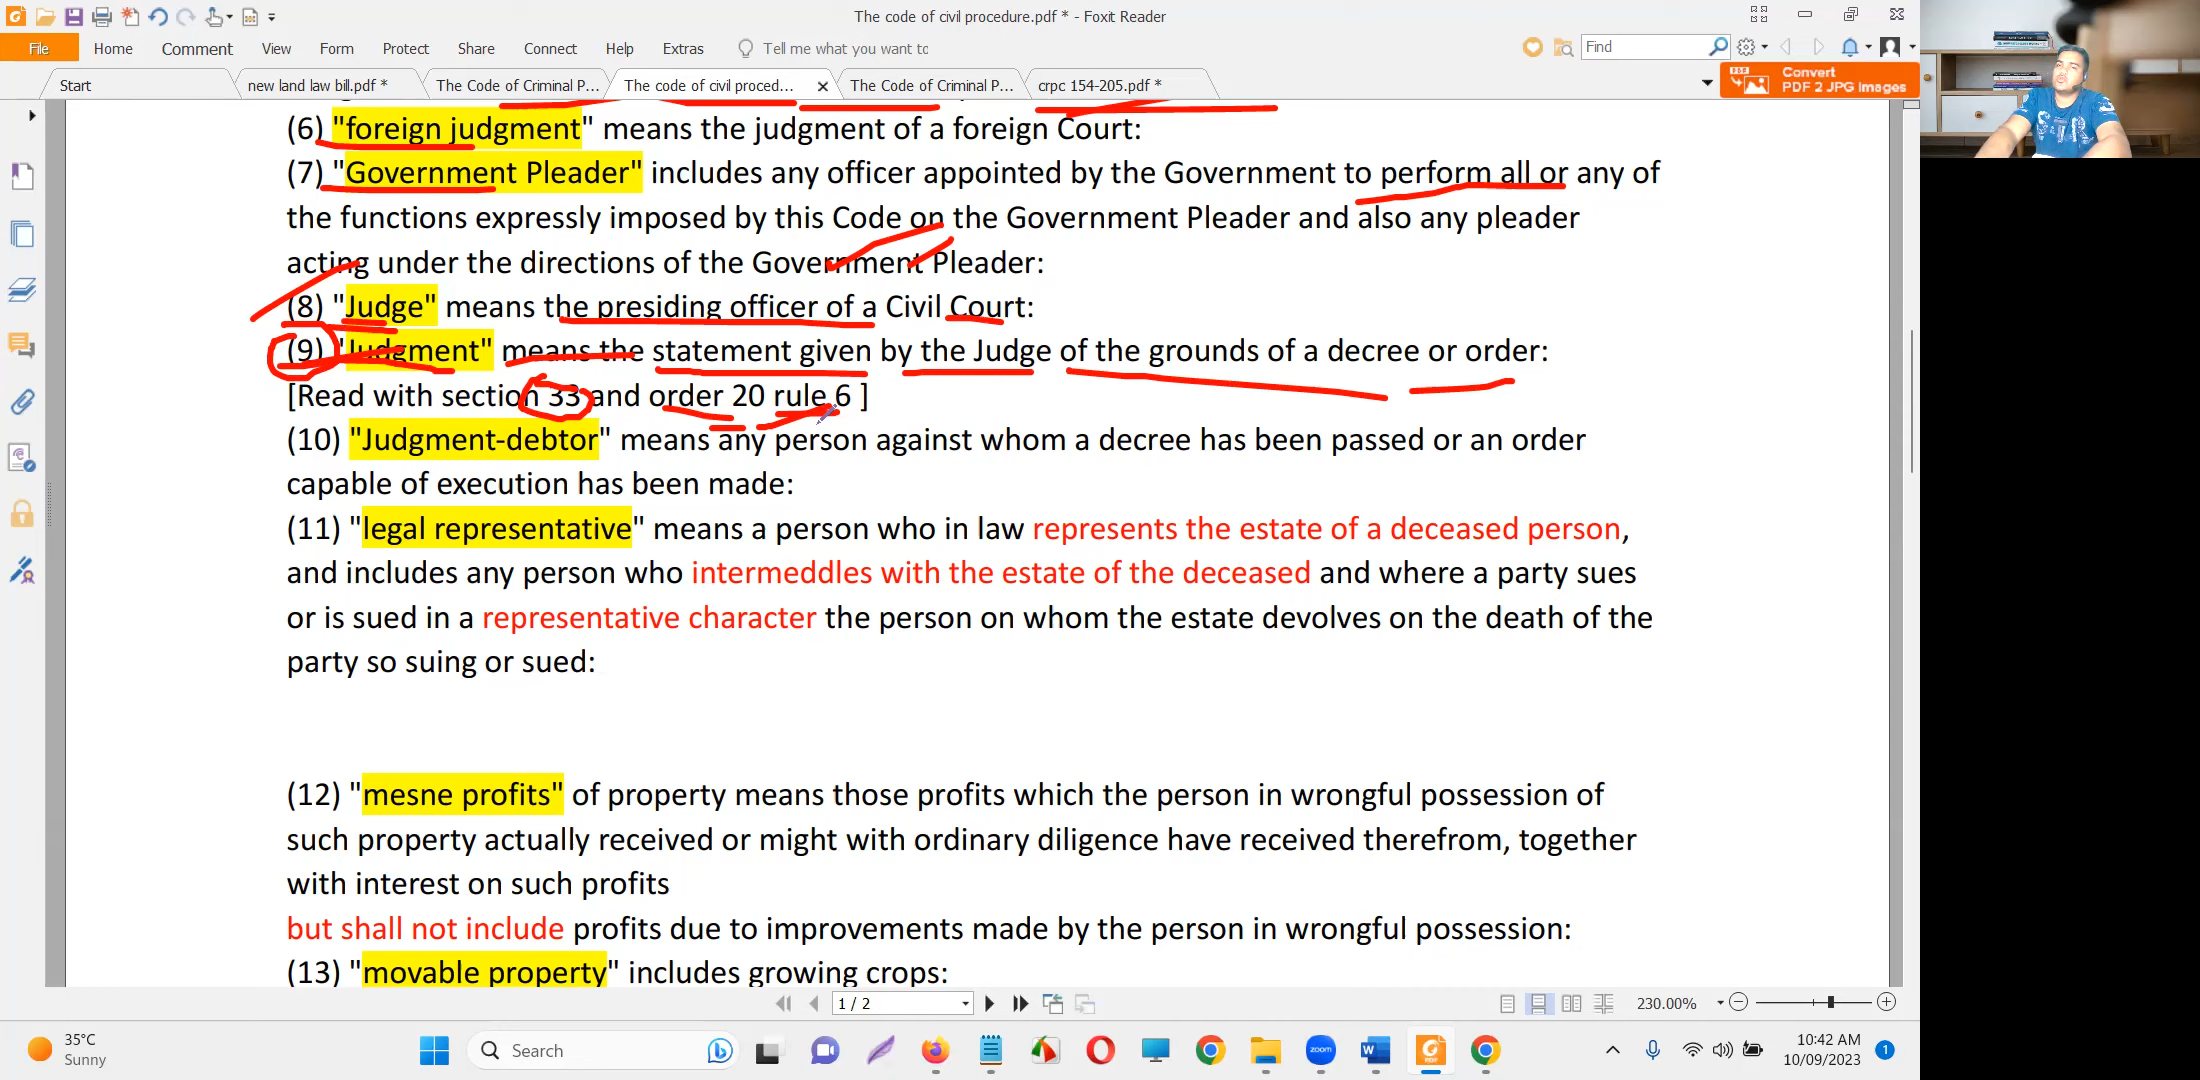 The code of civil procedure.pdf * - Foxit Reader
File Home Comment View Form Protect Share Connect Help Extras Tell me what you want to Find
Start new land law bill.pdf * The Code of Criminal P... The code of civil proced... The Code of Criminal P... crpc 154-205.pdf *
Convert
PDF 2 JPG Images
(6) "foreign judgment" means the judgment of a foreign Court:
(7) "Government Pleader" includes any officer appointed by the Government to perform all or any of
the functions expressly imposed by this Code on the Government Pleader and also any pleader
acting under the directions of the Government Pleader:
(8) "Judge" means the presiding officer of a Civil Court:
(9) "Judgment" means the statement given by the Judge of the grounds of a decree or order:
[Read with section 33 and order 20 rule 6 ]
(10) "Judgment-debtor" means any person against whom a decree has been passed or an order
capable of execution has been made:
(11) "legal representative" means a person who in law represents the estate of a deceased person,
and includes any person who intermeddles with the estate of the deceased and where a party sues
or is sued in a representative character the person on whom the estate devolves on the death of the
party so suing or sued:
(12) "mesne profits" of property means those profits which the person in wrongful possession of
such property actually received or might with ordinary diligence have received therefrom, together
with interest on such profits
but shall not include profits due to improvements made by the person in wrongful possession:
(13) "movable property" includes growing crops:
1 / 2 230.00%
35°C
Sunny
Search
zoom
10:42 AM
10/09/2023
1